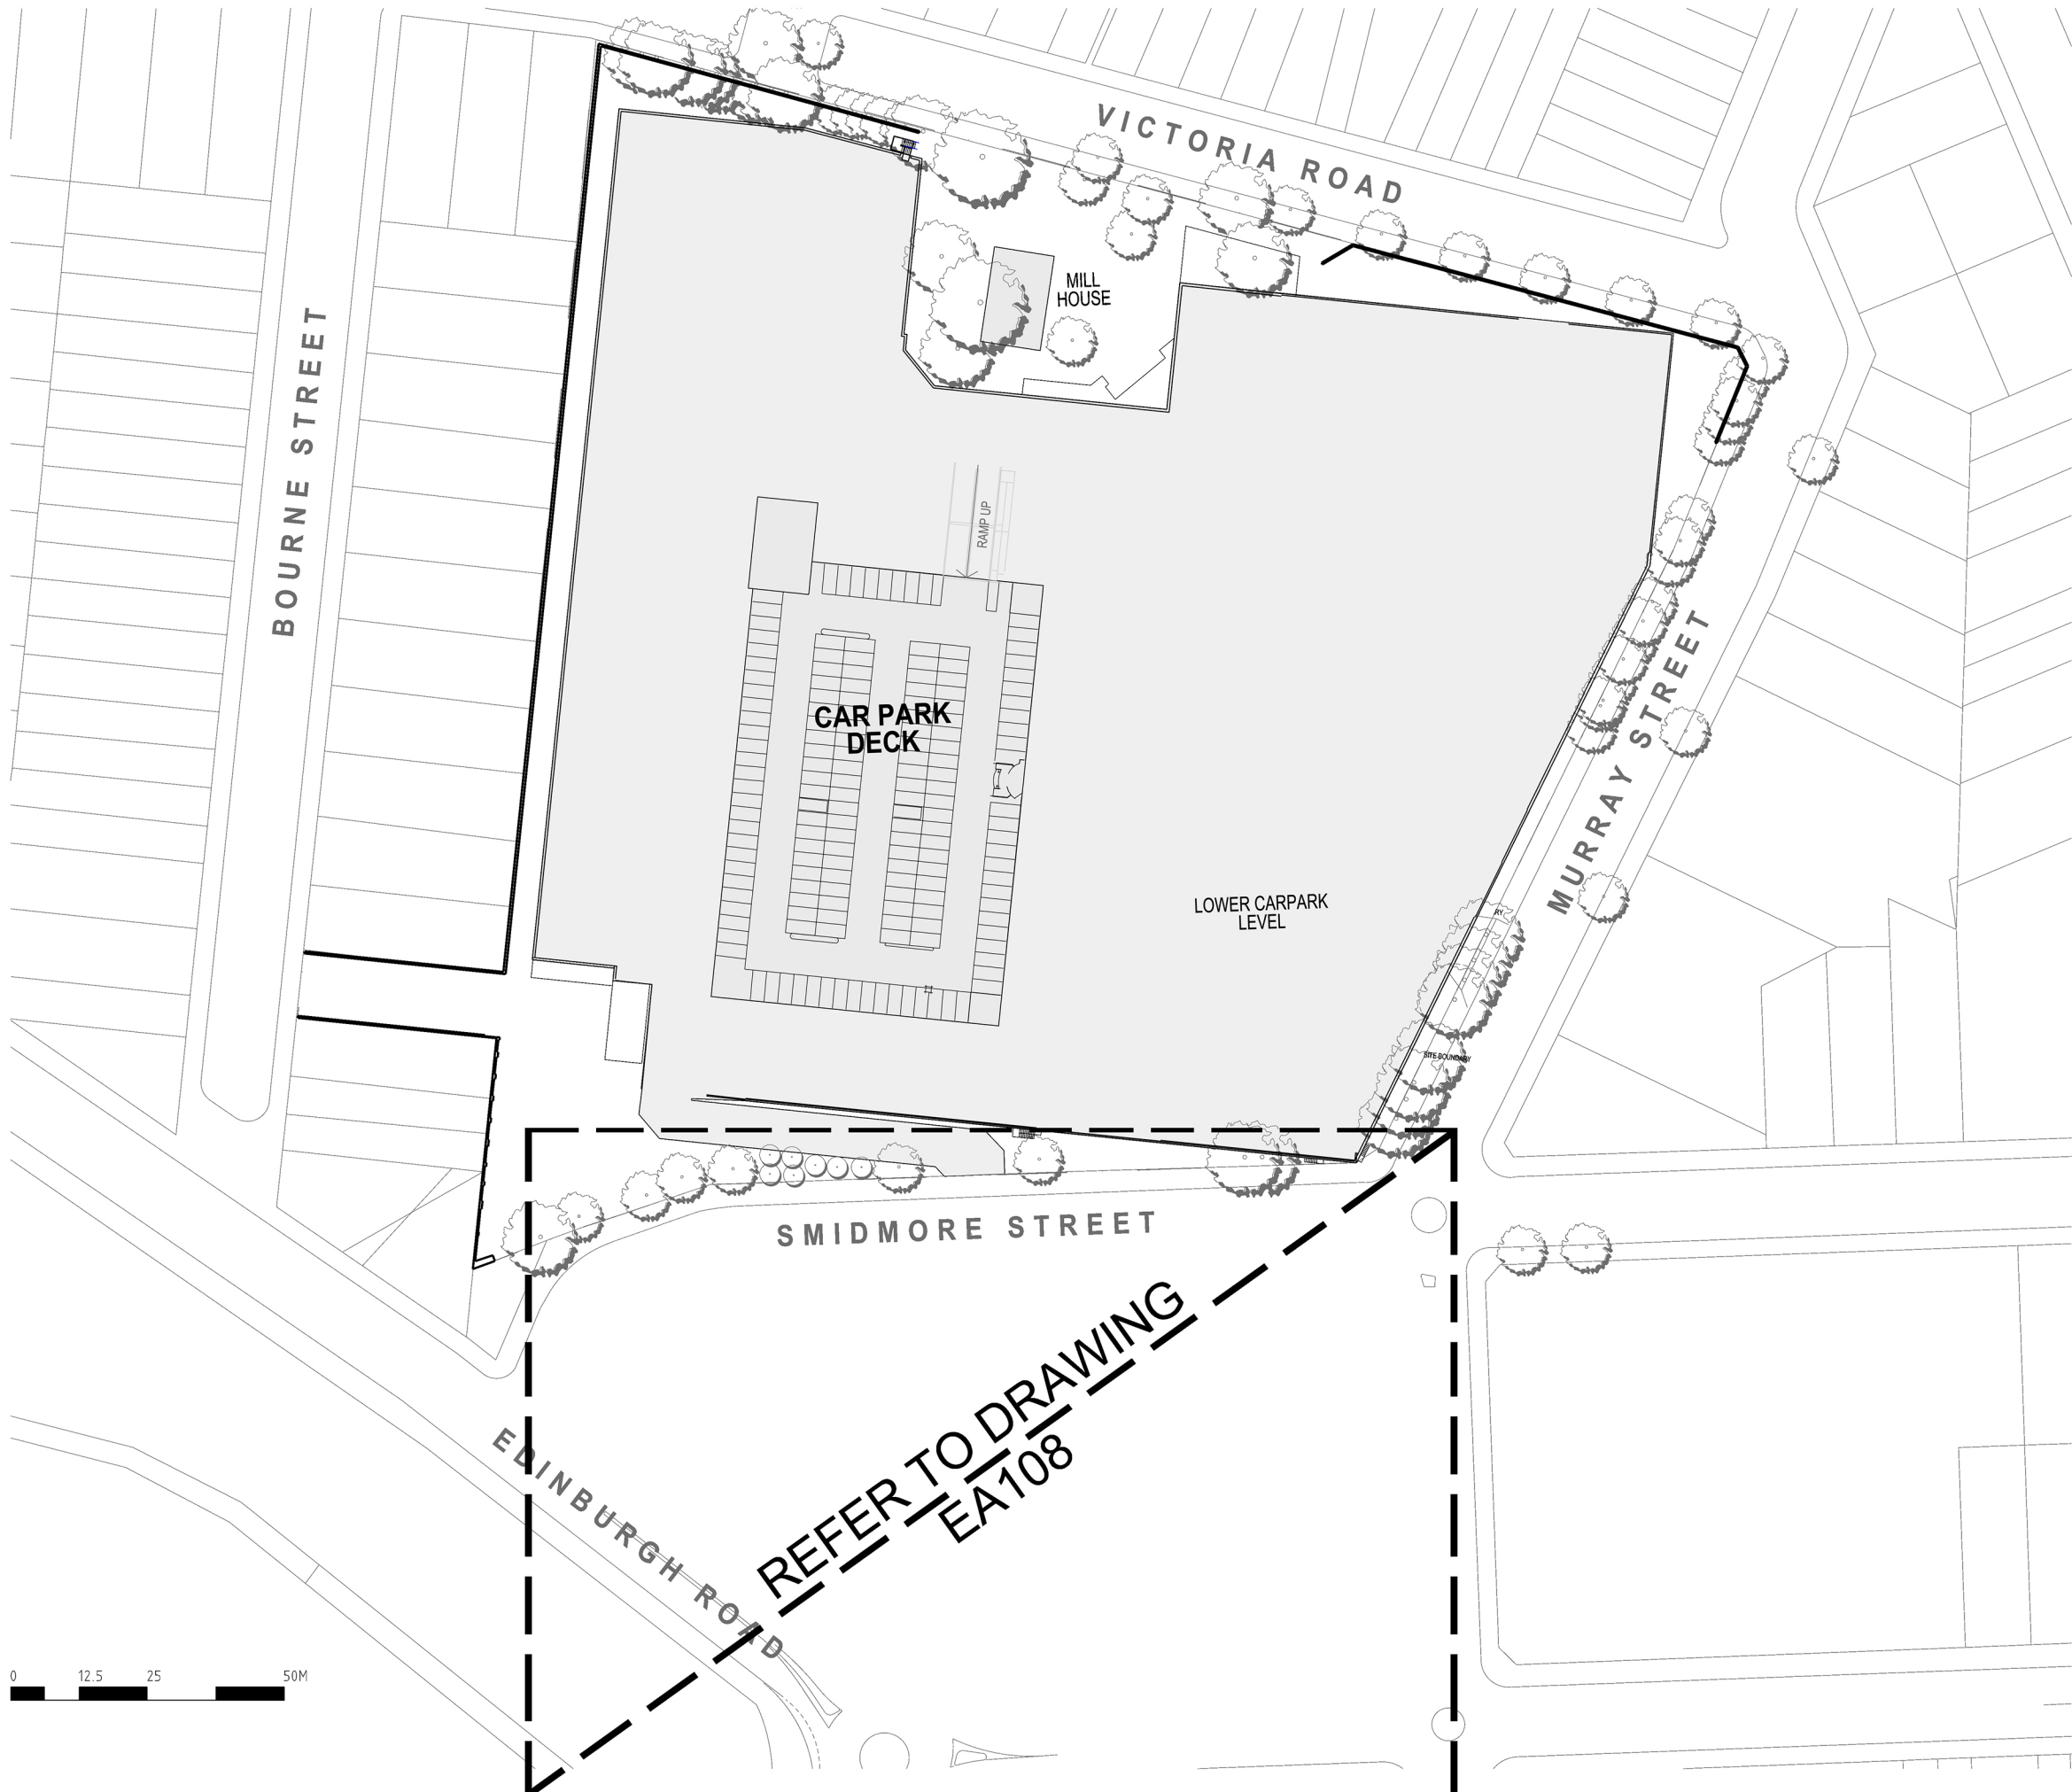 VICTORIA ROAD
MILL
HOUSE
BOURNE STREET
RAMP UP
CAR PARK
DECK
MURRAY STREET
LOWER CARPARK
LEVEL
RY
SITE BOUNDARY
SMIDMORE STREET
REFER TO DRAWING
EA108
EDINBURGH ROAD
0 12.5 25 50M